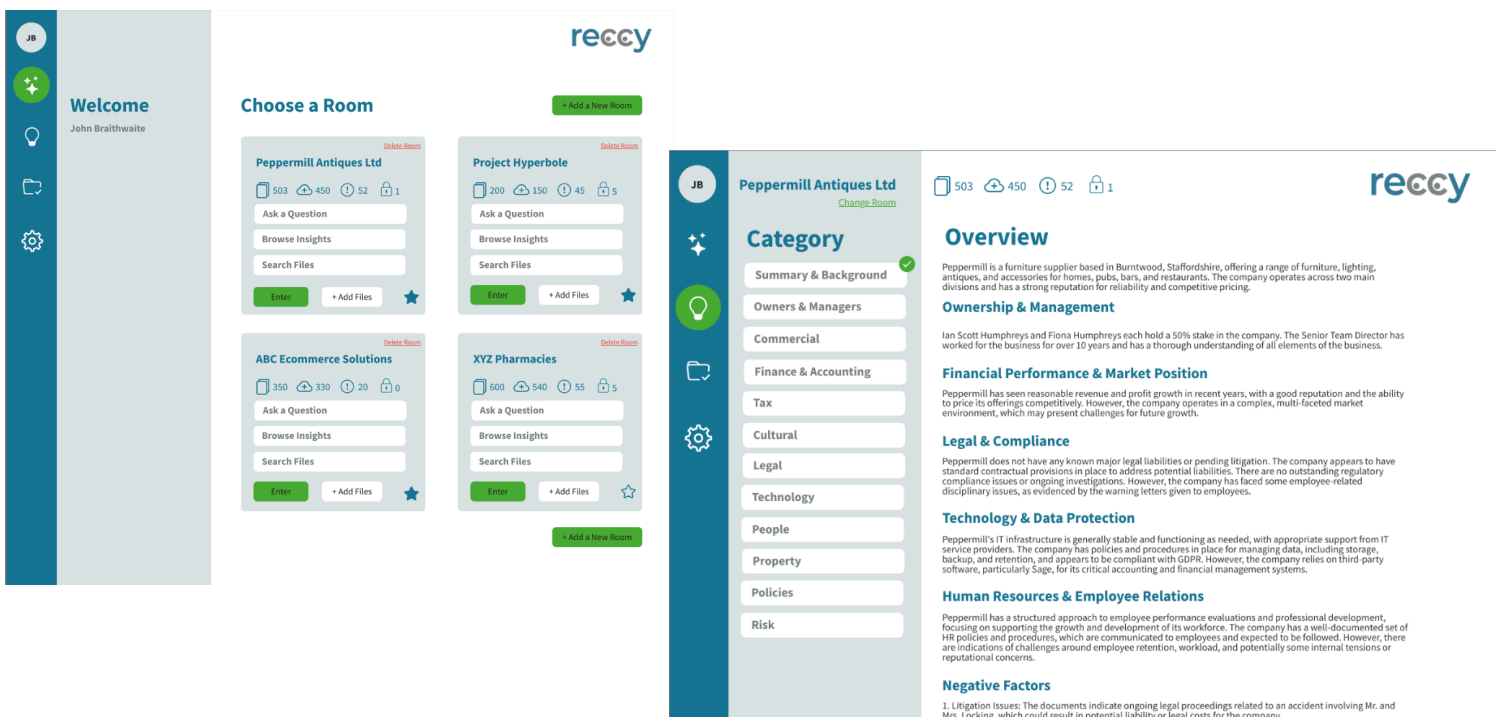 JB
reccy
Welcome
John Braithwaite
Choose a Room
+ Add a New Room
Delete Room
Peppermill Antiques Ltd
503 450 52 1
Ask a Question
Browse Insights
Search Files
Enter
+ Add Files
Delete Room
Project Hyperbole
200 150 45 5
Ask a Question
Browse Insights
Search Files
Enter
+ Add Files
Delete Room
ABC Ecommerce Solutions
350 330 20 0
Ask a Question
Browse Insights
Search Files
Enter
+ Add Files
Delete Room
XYZ Pharmacies
600 540 55 5
Ask a Question
Browse Insights
Search Files
Enter
+ Add Files
+ Add a New Room
JB
Peppermill Antiques Ltd
Change Room
503 450 52 1
reccy
Category
Summary & Background
Owners & Managers
Commercial
Finance & Accounting
Tax
Cultural
Legal
Technology
People
Property
Policies
Risk
Overview
Peppermill is a furniture supplier based in Burntwood, Staffordshire, offering a range of furniture, lighting,
antiques, and accessories for homes, pubs, bars, and restaurants. The company operates across two main
divisions and has a strong reputation for reliability and competitive pricing.
Ownership & Management
Ian Scott Humphreys and Fiona Humphreys each hold a 50% stake in the company. The Senior Team Director has
worked for the business for over 10 years and has a thorough understanding of all elements of the business.
Financial Performance & Market Position
Peppermill has seen reasonable revenue and profit growth in recent years, with a good reputation and the ability
to price its offerings competitively. However, the company operates in a complex, multi-faceted market
environment, which may present challenges for future growth.
Legal & Compliance
Peppermill does not have any known major legal liabilities or pending litigation. The company appears to have
standard contractual provisions in place to address potential liabilities. There are no outstanding regulatory
compliance issues or ongoing investigations. However, the company has faced some employee-related
disciplinary issues, as evidenced by the warning letters given to employees.
Technology & Data Protection
Peppermill's IT infrastructure is generally stable and functioning as needed, with appropriate support from IT
service providers. The company has policies and procedures in place for managing data, including storage,
backup, and retention, and appears to be compliant with GDPR. However, the company relies on third-party
software, particularly Sage, for its critical accounting and financial management systems.
Human Resources & Employee Relations
Peppermill has a structured approach to employee performance evaluations and professional development,
focusing on supporting the growth and development of its workforce. The company has a well-documented set of
HR policies and procedures, which are communicated to employees and expected to be followed. However, there
are indications of challenges around employee retention, workload, and potentially some internal tensions or
reputational concerns.
Negative Factors
1. Litigation Issues: The documents indicate ongoing legal proceedings related to an accident involving Mr. and
Mrs. Locking, which could result in potential liability or legal costs for the company.